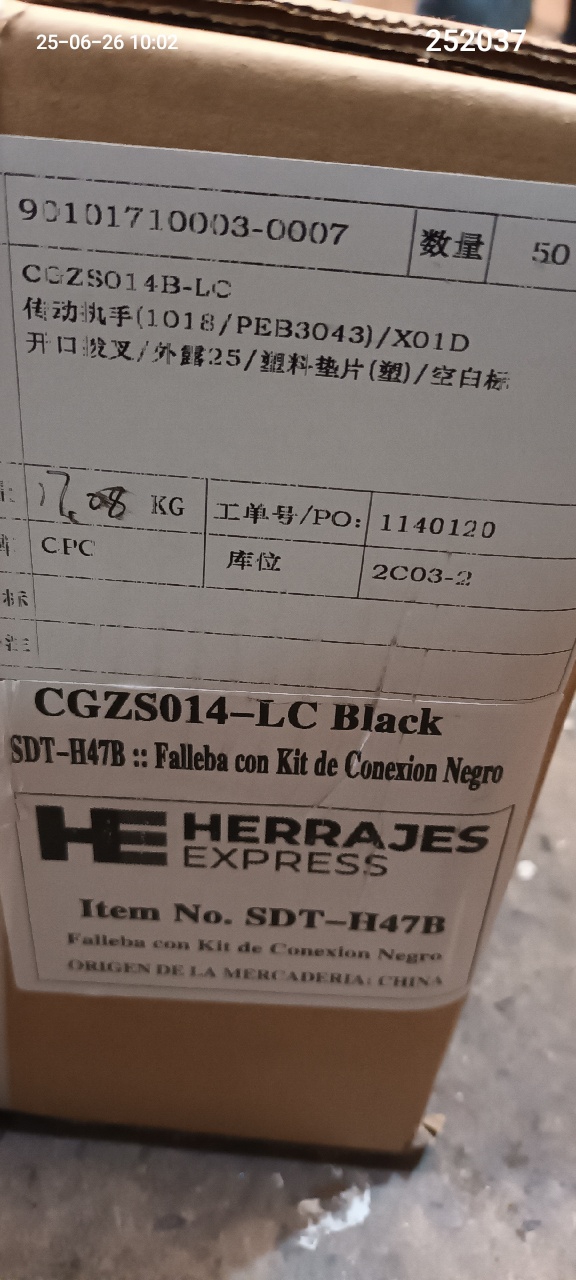 25-06-26 10:02
252037
90101710003-0007 数量 50
CGZS014B-LC
传动执手(1018/PEB3043)/X01D
开口拨叉/外露25/塑料垫片(塑)/空白标
17.08 KG 工单号/PO: 1140120
CPC 库位 2C03-2
标
注
CGZS014-LC Black
SDT-H47B :: Falleba con Kit de Conexion Negro
HE HERRAJES
EXPRESS
Item No. SDT-H47B
Falleba con Kit de Conexion Negro
ORIGEN DE LA MERCADERIA: CHINA